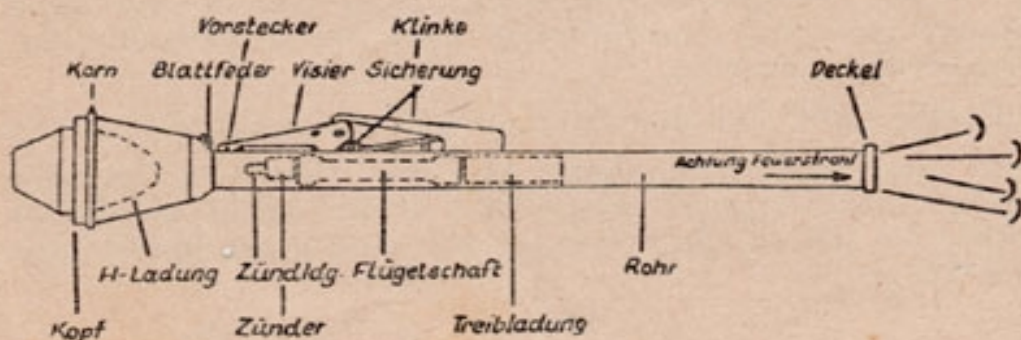 Vorstecker Klinke
Korn Blattfeder Visier Sicherung Deckel
Achtung Feuerstrahl
H-Ladung Zündldg. Flügelschaft Rohr
Kopf Zünder Treibladung